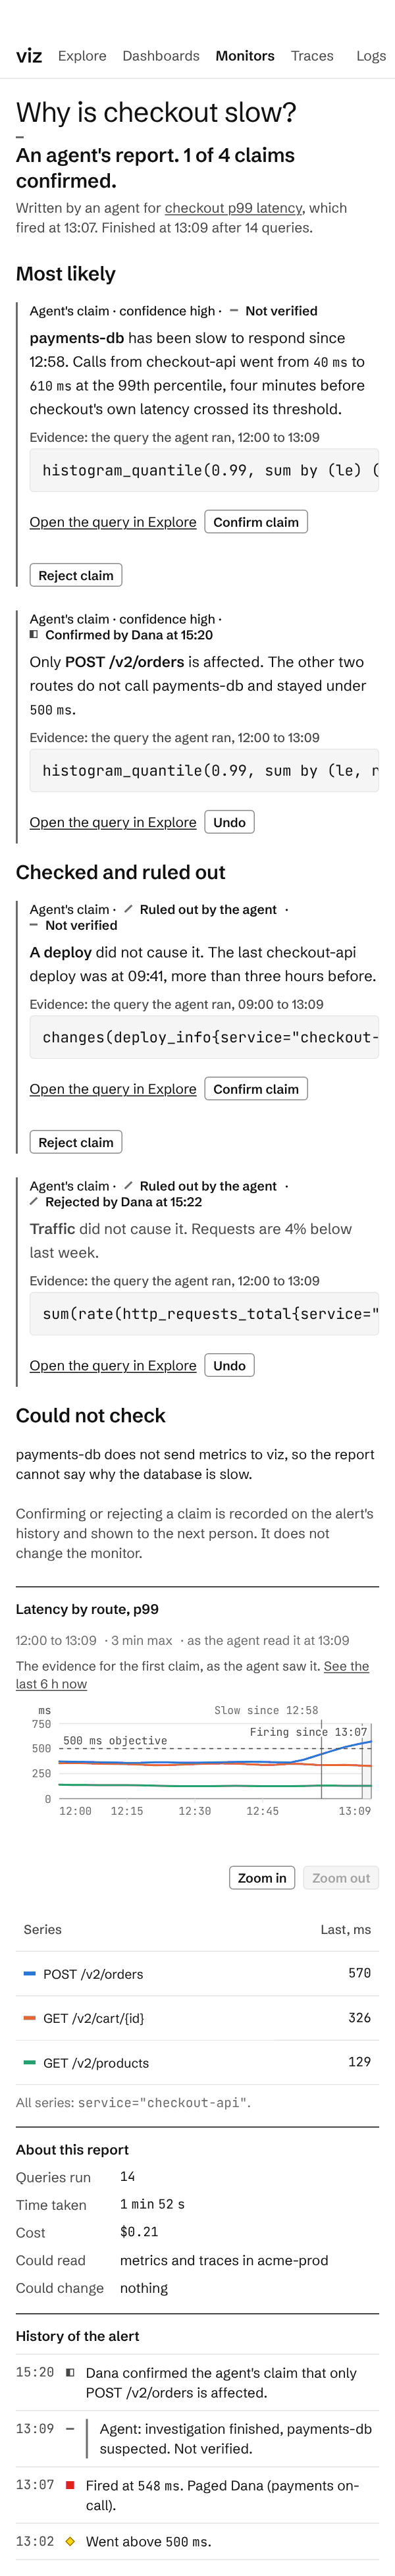 viz Explore Dashboards Monitors Traces Logs
Why is checkout slow?
An agent's report. 1 of 4 claims
confirmed.
Written by an agent for checkout p99 latency, which
fired at 13:07. Finished at 13:09 after 14 queries.
Most likely
Agent's claim · confidence high · Not verified
payments-db has been slow to respond since
12:58. Calls from checkout-api went from 40 ms to
610 ms at the 99th percentile, four minutes before
checkout's own latency crossed its threshold.
Evidence: the query the agent ran, 12:00 to 13:09
histogram_quantile(0.99, sum by (le) (
Open the query in Explore Confirm claim
Reject claim
Agent's claim · confidence high ·
Confirmed by Dana at 15:20
Only POST /v2/orders is affected. The other two
routes do not call payments-db and stayed under
500 ms.
Evidence: the query the agent ran, 12:00 to 13:09
histogram_quantile(0.99, sum by (le, r
Open the query in Explore Undo
Checked and ruled out
Agent's claim · Ruled out by the agent ·
Not verified
A deploy did not cause it. The last checkout-api
deploy was at 09:41, more than three hours before.
Evidence: the query the agent ran, 09:00 to 13:09
changes(deploy_info{service="checkout-
Open the query in Explore Confirm claim
Reject claim
Agent's claim · Ruled out by the agent ·
Rejected by Dana at 15:22
Traffic did not cause it. Requests are 4% below
last week.
Evidence: the query the agent ran, 12:00 to 13:09
sum(rate(http_requests_total{service="
Open the query in Explore Undo
Could not check
payments-db does not send metrics to viz, so the report
cannot say why the database is slow.
Confirming or rejecting a claim is recorded on the alert's
history and shown to the next person. It does not
change the monitor.
Latency by route, p99
12:00 to 13:09 · 3 min max · as the agent read it at 13:09
The evidence for the first claim, as the agent saw it. See the
last 6 h now
ms Slow since 12:58
750
Firing since 13:07
500 ms objective
500
250
0
12:00 12:15 12:30 12:45 13:09
Zoom in Zoom out
Series Last, ms
POST /v2/orders 570
GET /v2/cart/{id} 326
GET /v2/products 129
All series: service="checkout-api".
About this report
Queries run 14
Time taken 1 min 52 s
Cost $0.21
Could read metrics and traces in acme-prod
Could change nothing
History of the alert
15:20 Dana confirmed the agent's claim that only
POST /v2/orders is affected.
13:09 Agent: investigation finished, payments-db
suspected. Not verified.
13:07 Fired at 548 ms. Paged Dana (payments on-
call).
13:02 Went above 500 ms.